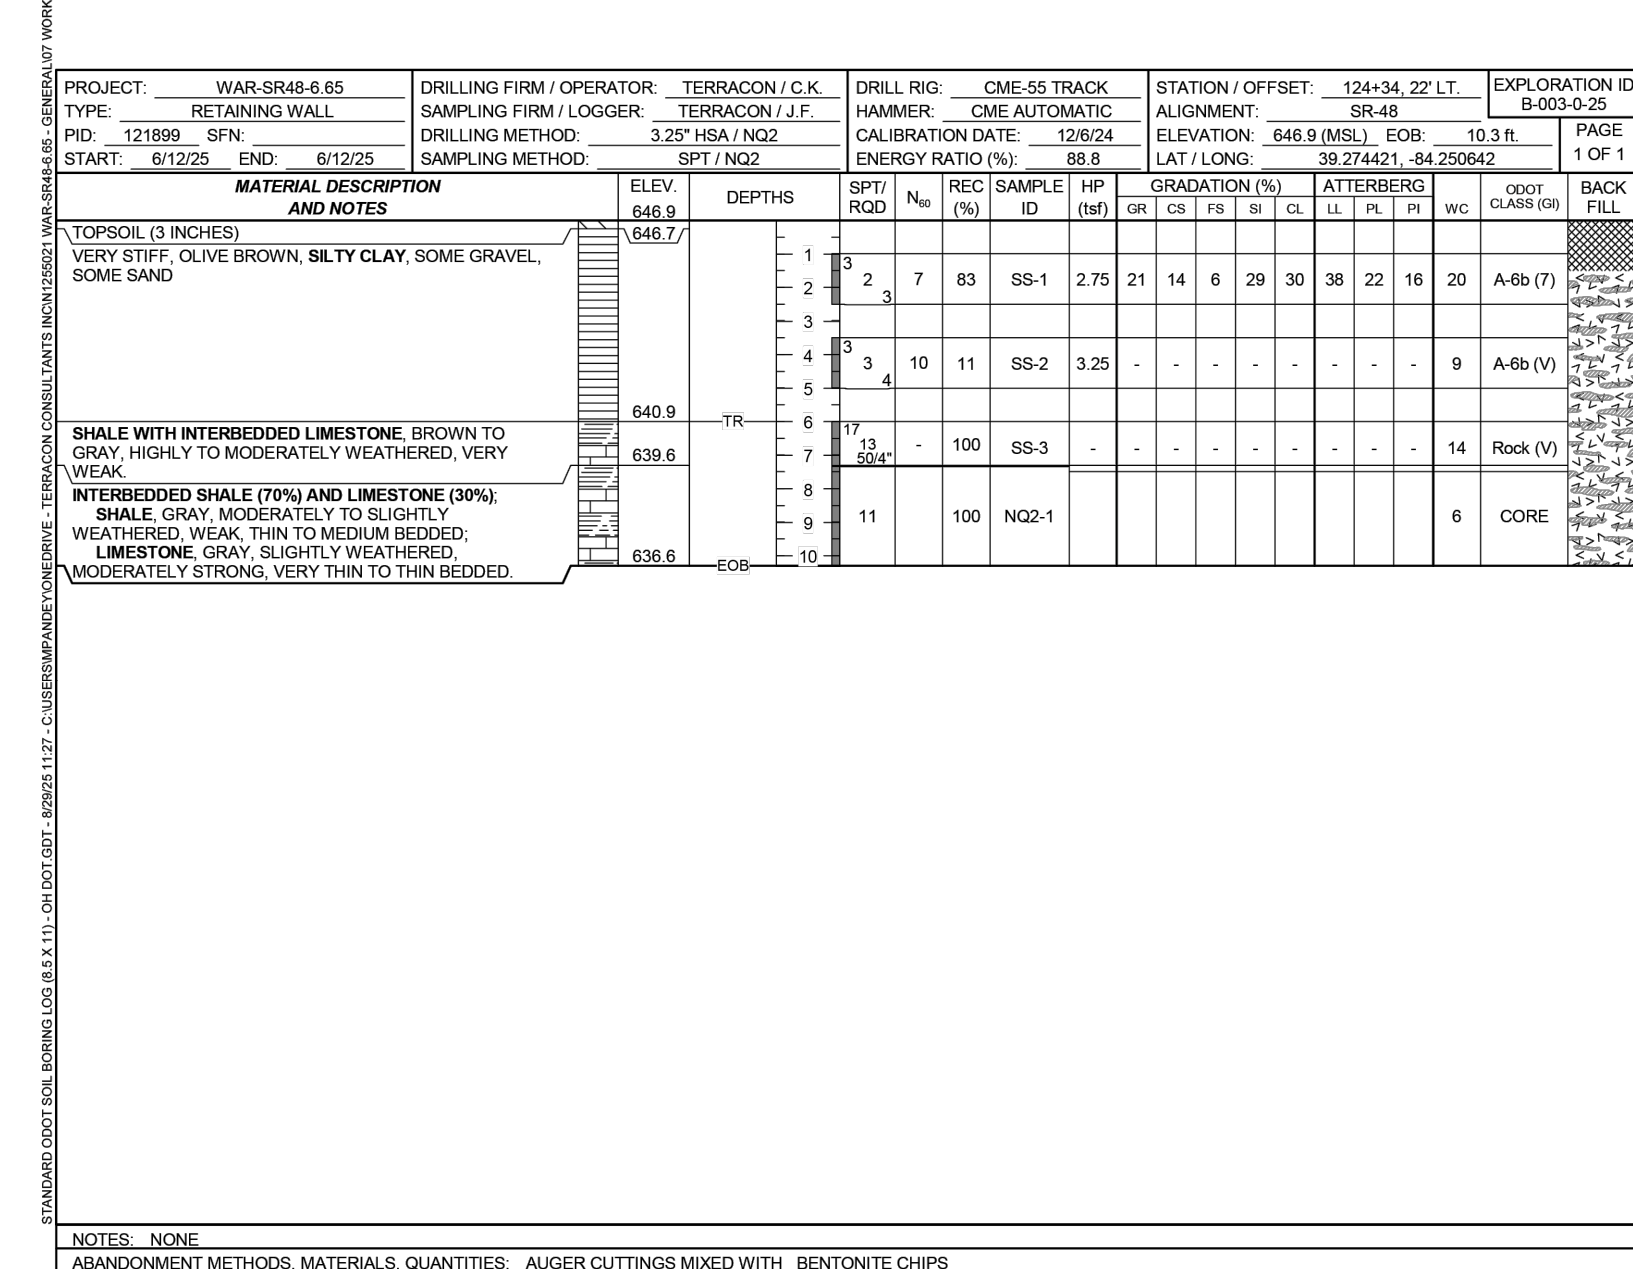 STANDARD ODOT SOIL BORING LOG (8.5 X 11) - OH DOT.GDT - 8/29/25 11:27 - C:\USERS\MPANDEY\ONEDRIVE - TERRACON CONSULTANTS INC\N1255021 WAR-SR48-6.65 - GENERAL\07 WORK
PROJECT: WAR-SR48-6.65 DRILLING FIRM / OPERATOR: TERRACON / C.K. DRILL RIG: CME-55 TRACK STATION / OFFSET: 124+34, 22' LT. EXPLORATION ID
B-003-0-25
TYPE: RETAINING WALL SAMPLING FIRM / LOGGER: TERRACON / J.F. HAMMER: CME AUTOMATIC ALIGNMENT: SR-48
PID: 121899 SFN: DRILLING METHOD: 3.25" HSA / NQ2 CALIBRATION DATE: 12/6/24 ELEVATION: 646.9 (MSL) EOB: 10.3 ft. PAGE
START: 6/12/25 END: 6/12/25 SAMPLING METHOD: SPT / NQ2 ENERGY RATIO (%): 88.8 LAT / LONG: 39.274421, -84.250642 1 OF 1
MATERIAL DESCRIPTION ELEV. DEPTHS SPT/ N60 REC SAMPLE HP GRADATION (%) ATTERBERG ODOT BACK
AND NOTES 646.9 RQD (%) ID (tsf) GR CS FS SI CL LL PL PI WC CLASS (GI) FILL
TOPSOIL (3 INCHES) 646.7
VERY STIFF, OLIVE BROWN, SILTY CLAY, SOME GRAVEL, 1 3
SOME SAND 2 2 7 83 SS-1 2.75 21 14 6 29 30 38 22 16 20 A-6b (7)
3
3
3
4 3 10 11 SS-2 3.25 - - - - - - - - 9 A-6b (V)
4
5
640.9 TR 6
SHALE WITH INTERBEDDED LIMESTONE, BROWN TO 17
GRAY, HIGHLY TO MODERATELY WEATHERED, VERY 639.6 7 13 - 100 SS-3 - - - - - - - - 14 Rock (V)
50/4"
WEAK.
INTERBEDDED SHALE (70%) AND LIMESTONE (30%); 8
SHALE, GRAY, MODERATELY TO SLIGHTLY 9 11 100 NQ2-1 6 CORE
WEATHERED, WEAK, THIN TO MEDIUM BEDDED;
LIMESTONE, GRAY, SLIGHTLY WEATHERED, 636.6 10
MODERATELY STRONG, VERY THIN TO THIN BEDDED. EOB
NOTES: NONE
ABANDONMENT METHODS, MATERIALS, QUANTITIES: AUGER CUTTINGS MIXED WITH BENTONITE CHIPS